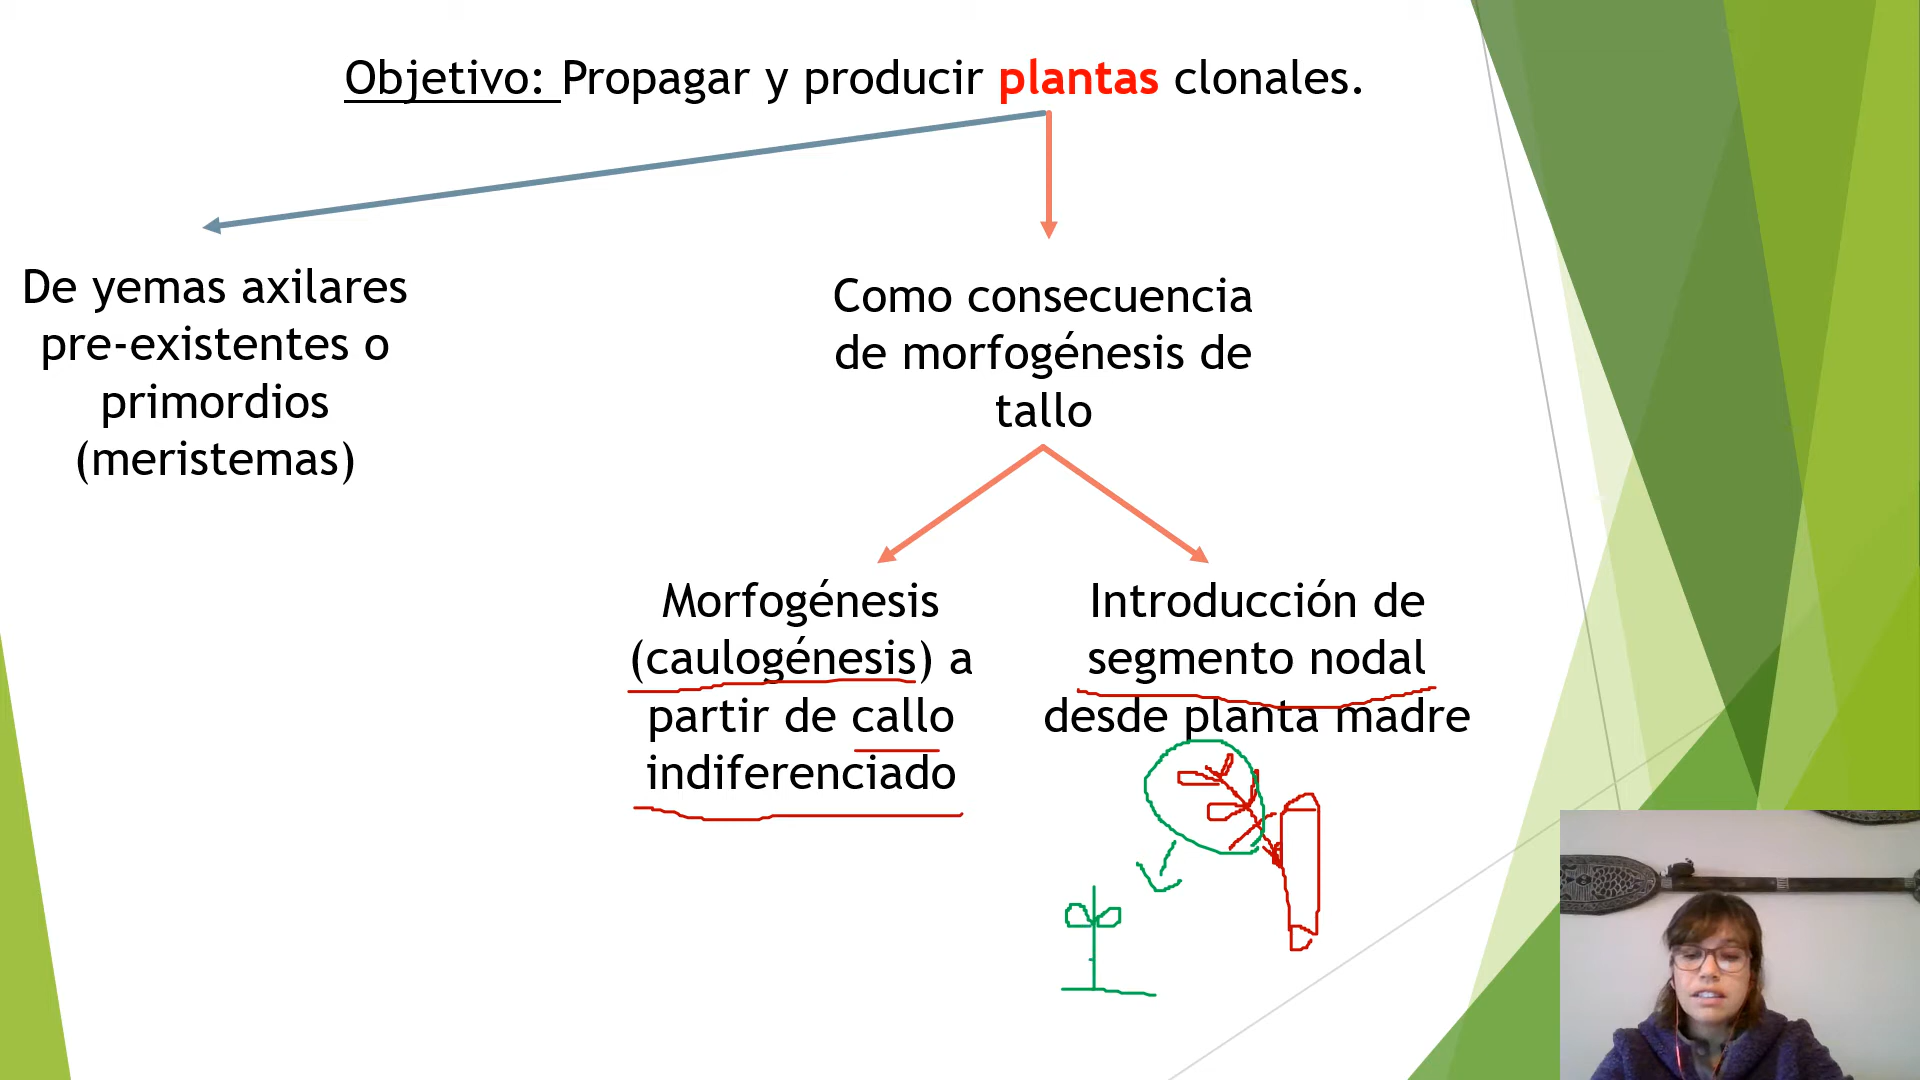 Objetivo: Propagar y producir plantas clonales.
De yemas axilares
pre-existentes o
primordios
(meristemas)
Como consecuencia
de morfogénesis de
tallo
Morfogénesis
(caulogénesis) a
partir de callo
indiferenciado
Introducción de
segmento nodal
desde planta madre